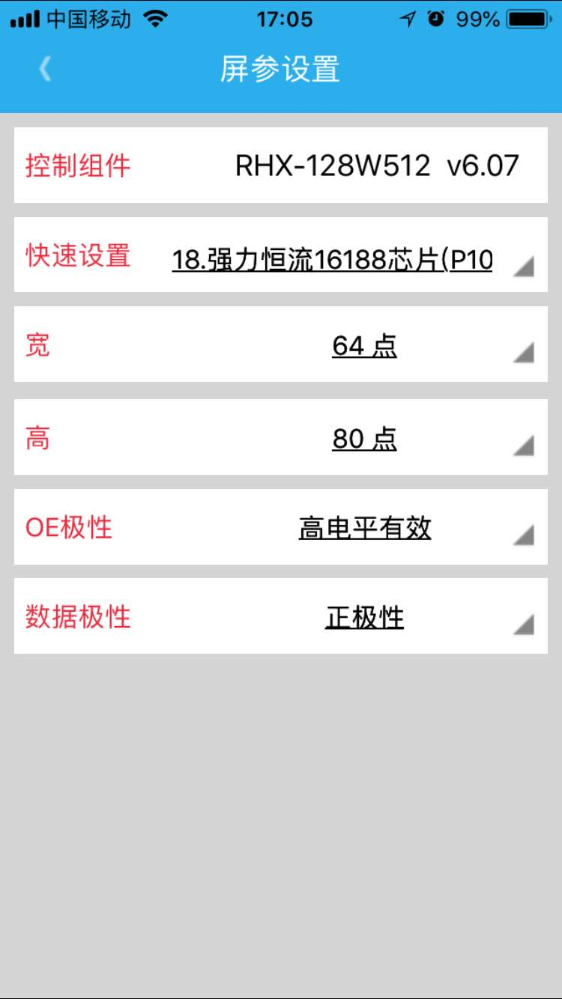 中国移动 17:05 99%
屏参设置
控制组件 RHX-128W512 v6.07
快速设置 18.强力恒流16188芯片(P10
宽 64 点
高 80 点
OE极性 高电平有效
数据极性 正极性